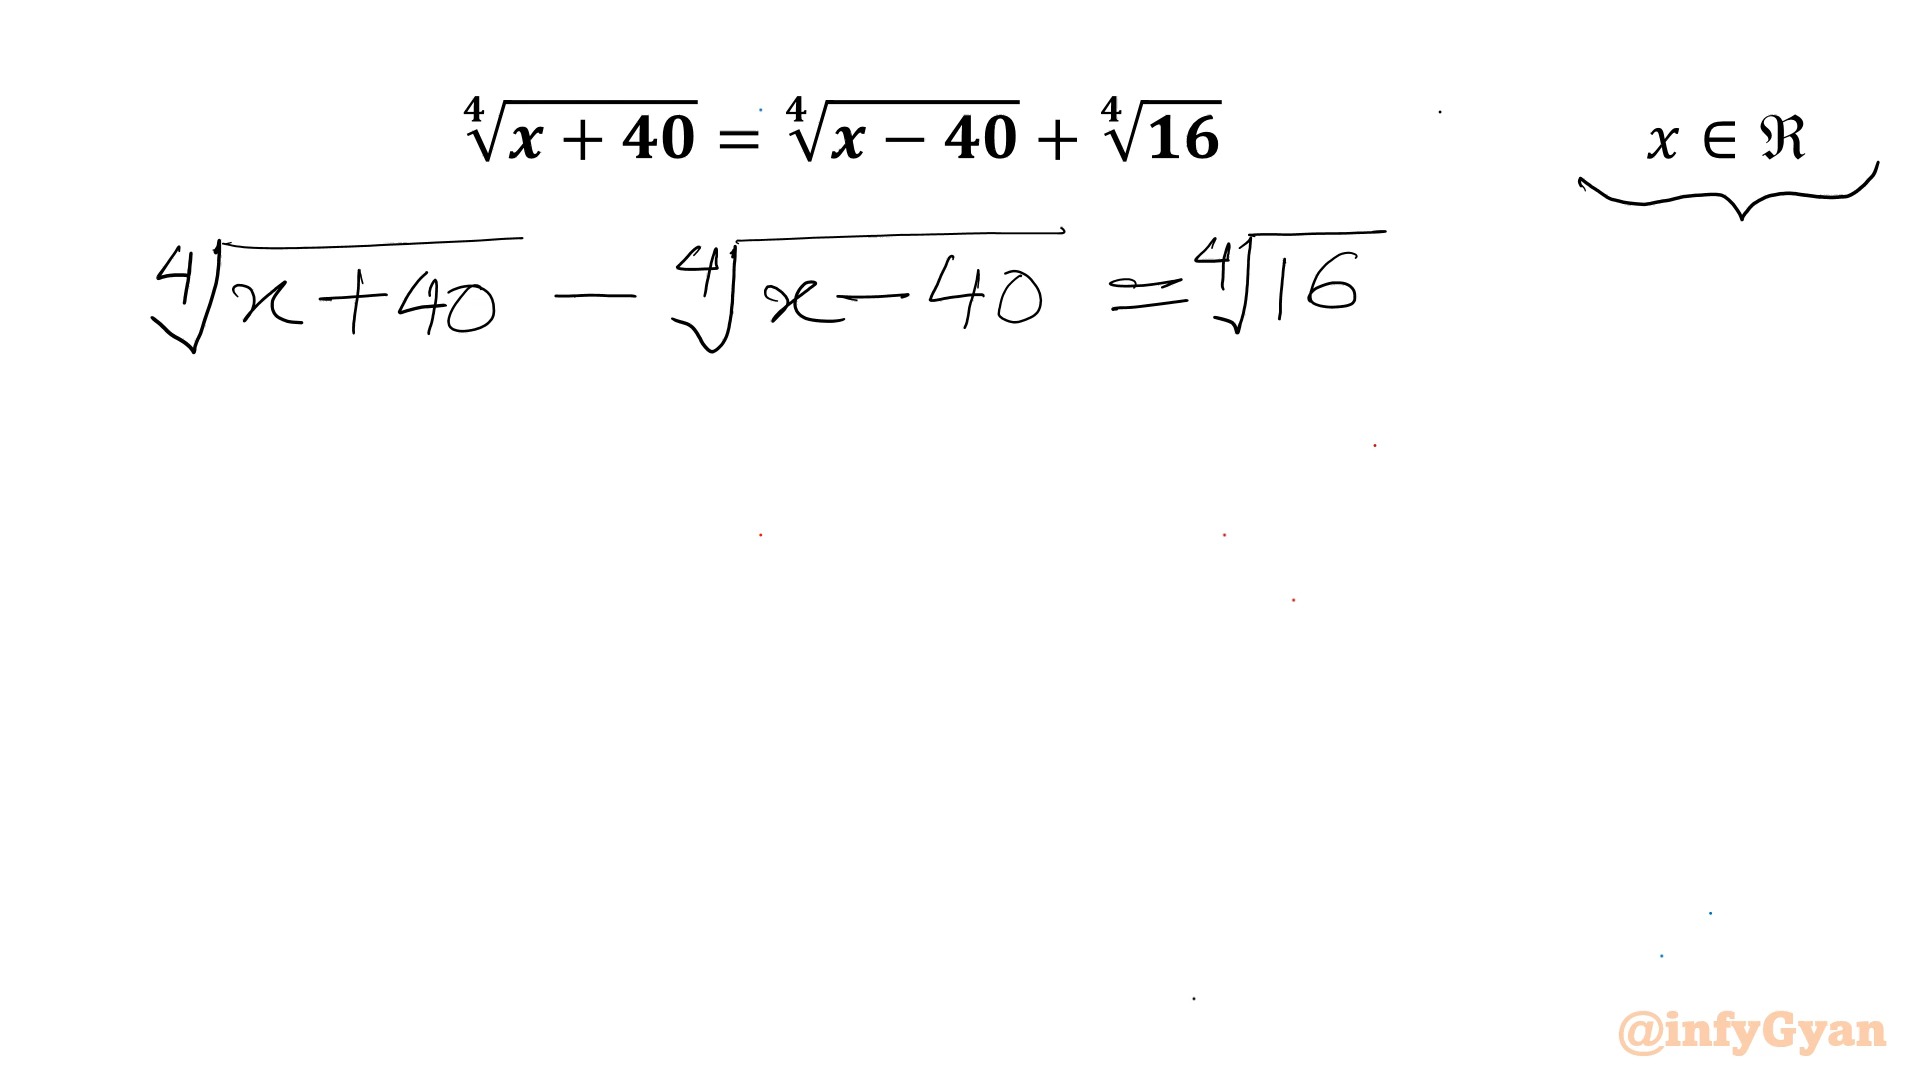 ∜x + 40 = ∜x − 40 + ∜16 x ∈ ℜ
∜x+40 − ∜x−40 = ∜16
@infyGyan